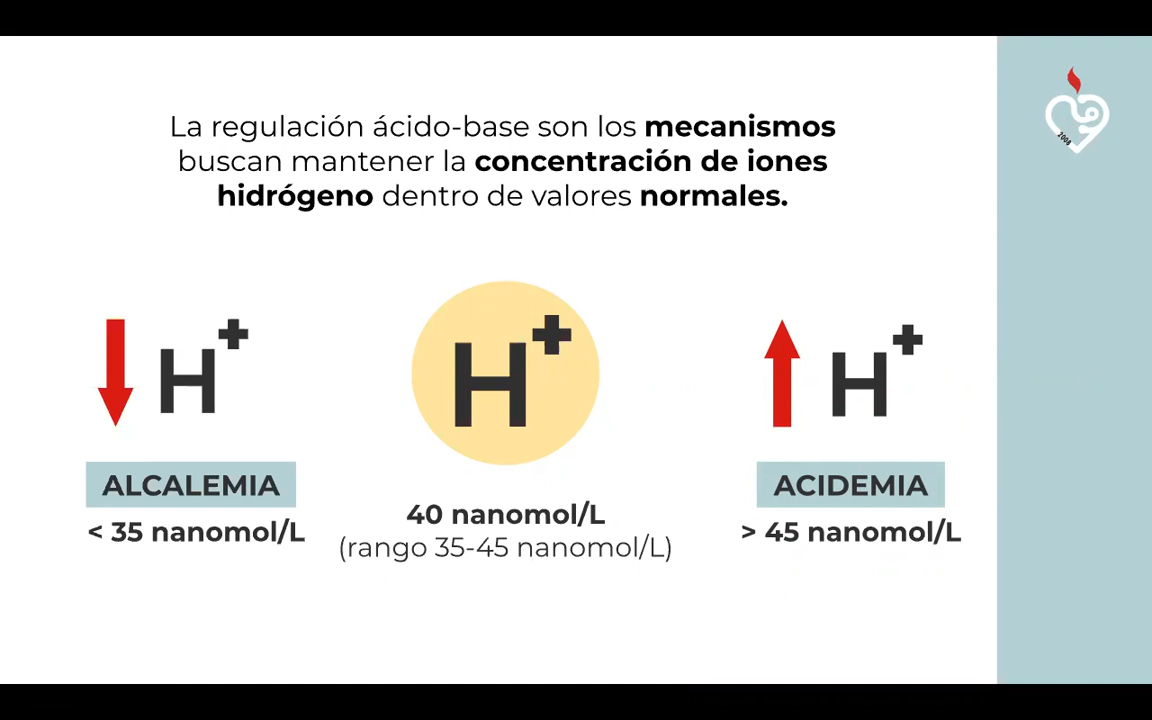 La regulación ácido-base son los mecanismos
buscan mantener la concentración de iones
hidrógeno dentro de valores normales.
H+
H+
H+
ALCALEMIA
< 35 nanomol/L
40 nanomol/L
(rango 35-45 nanomol/L)
ACIDEMIA
> 45 nanomol/L
2008